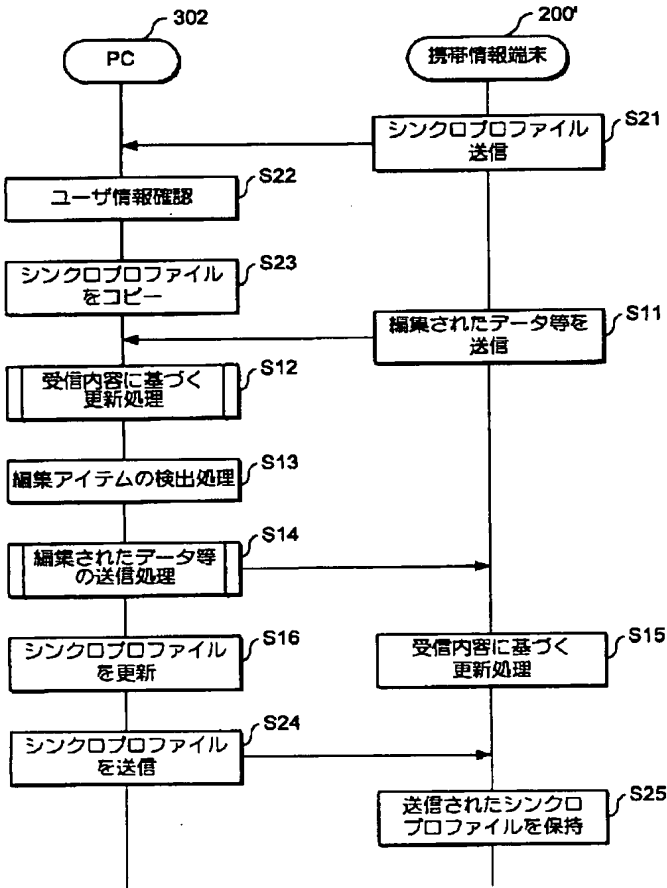 302
PC
200'
携帯情報端末
S21
シンクロプロファイル
送信
S22
ユーザ情報確認
S23
シンクロプロファイル
をコピー
S11
編集されたデータ等を
送信
S12
受信内容に基づく
更新処理
S13
編集アイテムの検出処理
S14
編集されたデータ等
の送信処理
S16
シンクロプロファイル
を更新
S15
受信内容に基づく
更新処理
S24
シンクロプロファイル
を送信
S25
送信されたシンクロ
プロファイルを保持